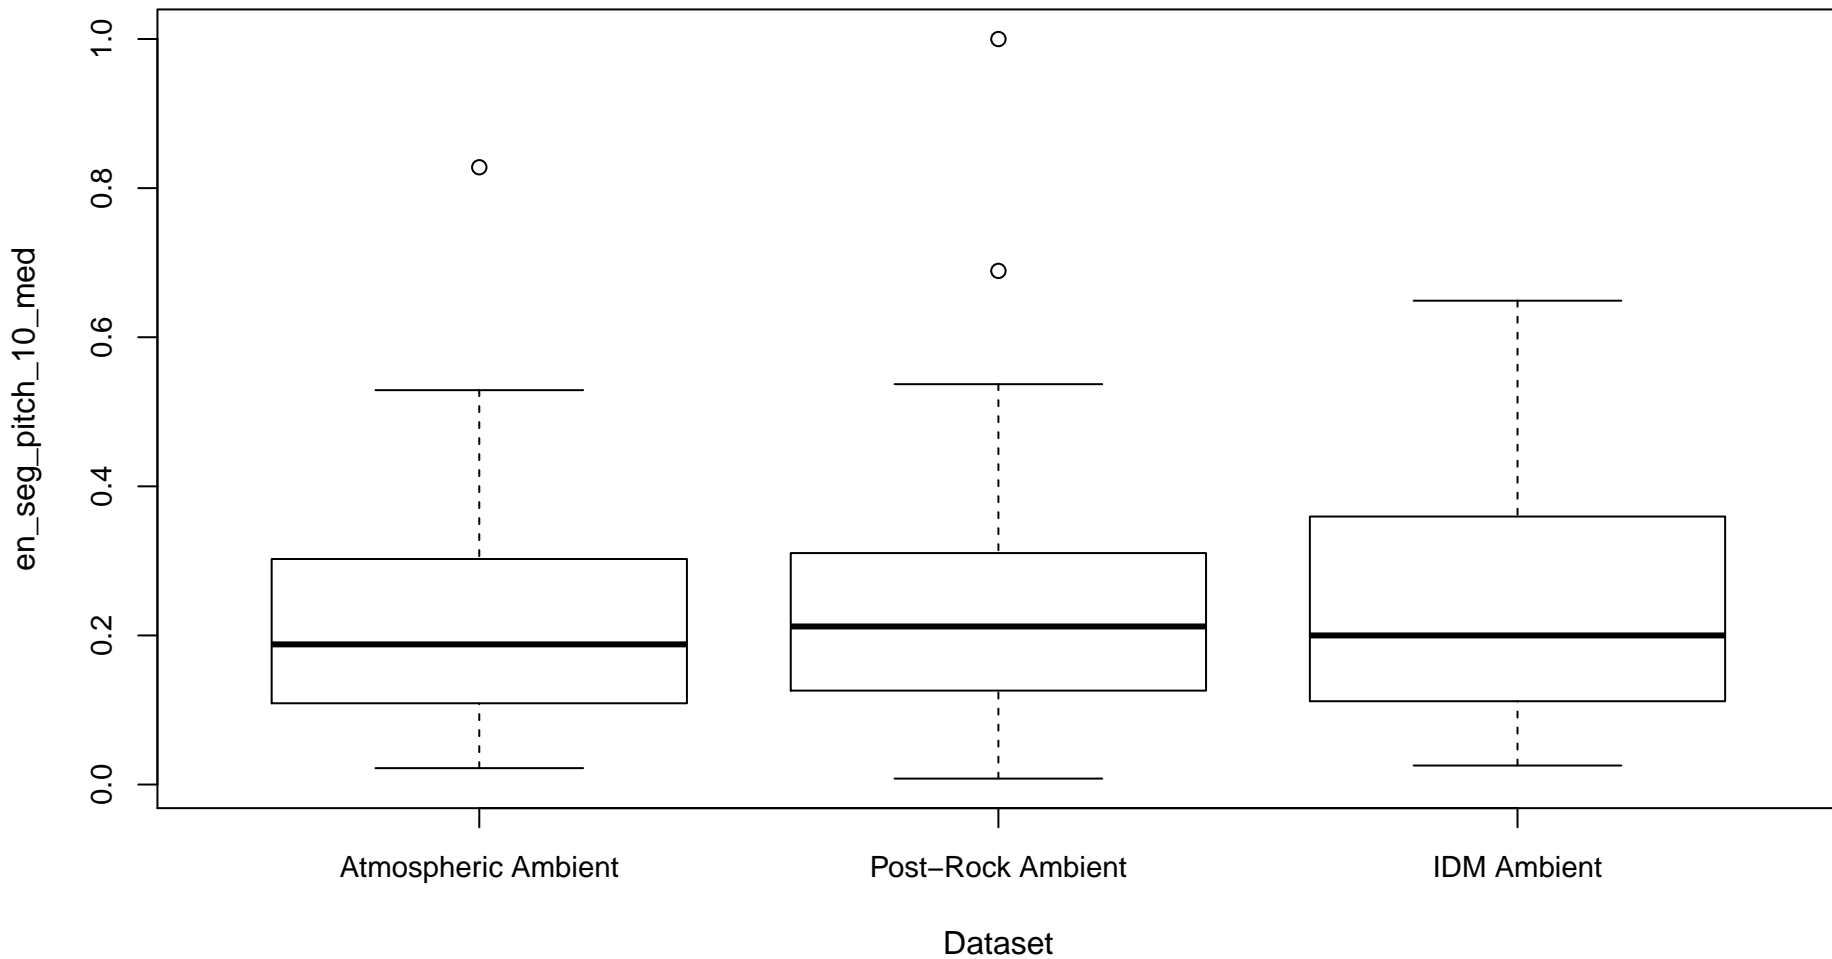 en_seg_pitch_10_med
1.0
0.8
0.6
0.4
0.2
0.0
Atmospheric Ambient
Post−Rock Ambient
IDM Ambient
Dataset